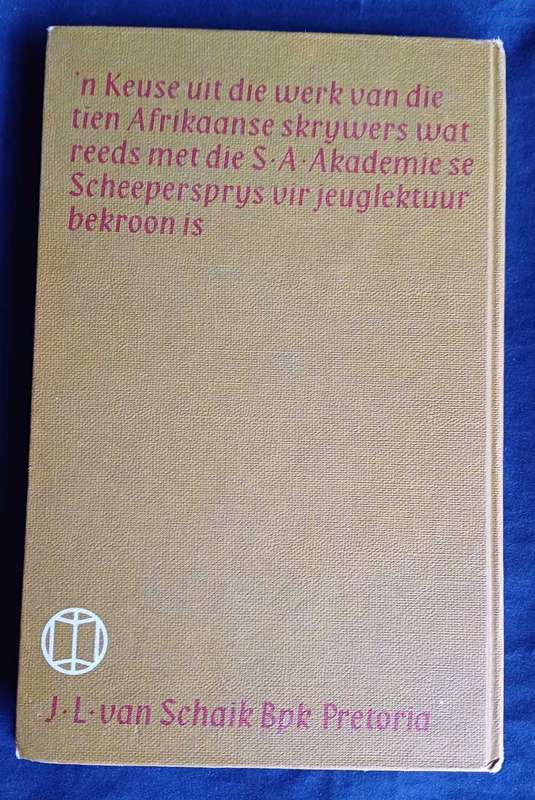 'n Keuse uit die werk van die
tien Afrikaanse skrywers wat
reeds met die S·A·Akademie se
Scheepersprys vir jeuglektuur
bekroon is
J·L·van Schaik Bpk Pretoria